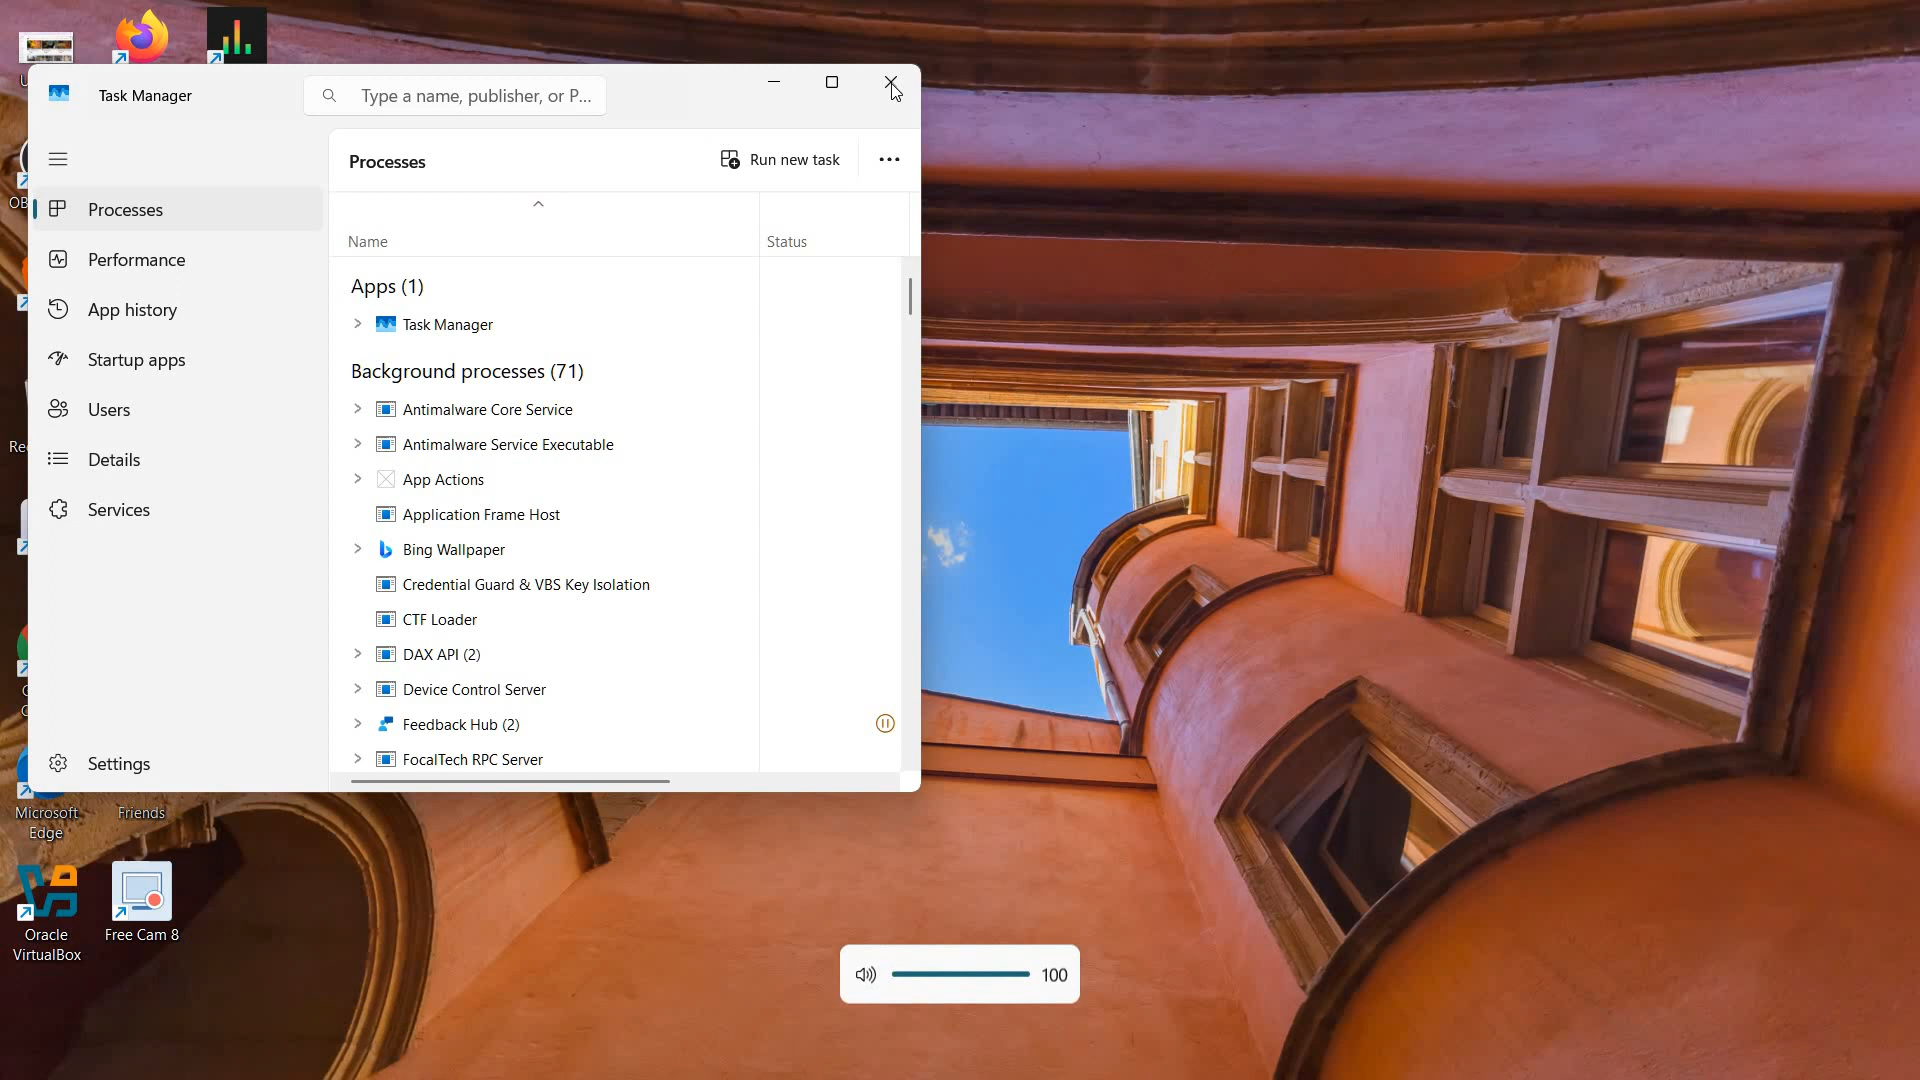 Task Manager
Type a name, publisher, or P...
Processes
Run new task
Processes
Performance
App history
Startup apps
Users
Details
Services
Settings
Name
Status
Apps (1)
Task Manager
Background processes (71)
Antimalware Core Service
Antimalware Service Executable
App Actions
Application Frame Host
Bing Wallpaper
Credential Guard & VBS Key Isolation
CTF Loader
DAX API (2)
Device Control Server
Feedback Hub (2)
FocalTech RPC Server
OB
Re
Microsoft
Edge
Friends
Oracle
VirtualBox
Free Cam 8
100